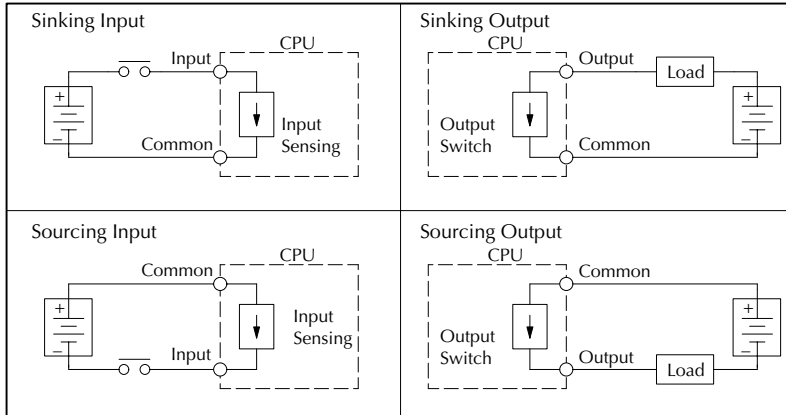 Sinking Input
CPU
Input
+
−
Input
Sensing
Common
Sinking Output
CPU
Output
Load
+
−
Output
Switch
Common
Sourcing Input
CPU
Common
+
−
Input
Sensing
Input
Sourcing Output
CPU
Common
+
−
Output
Switch
Output
Load